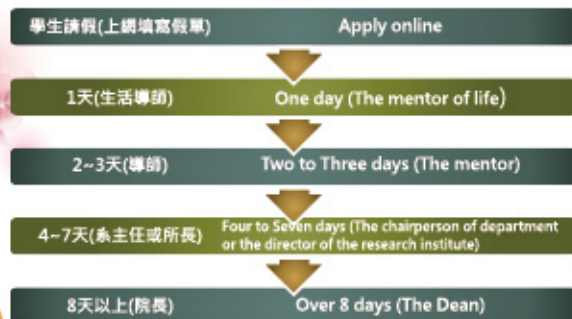 學生請假(上網填寫假單) Apply online
1天(生活導師) One day (The mentor of life)
2~3天(導師) Two to Three days (The mentor)
4~7天(系主任或所長) Four to Seven days (The chairperson of department
or the director of the research institute)
8天以上(院長) Over 8 days (The Dean)